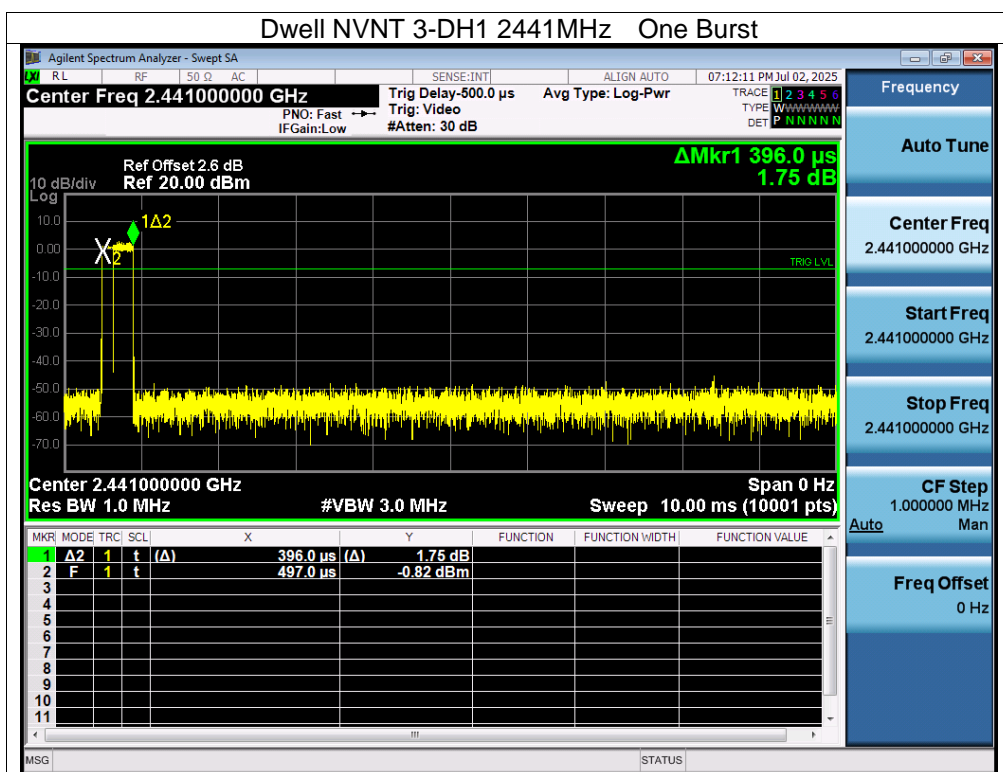 Dwell NVNT 3-DH1 2441MHz One Burst
Agilent Spectrum Analyzer - Swept SA
LXI RL RF 50 Ω AC SENSE:INT ALIGN AUTO 07:12:11 PM Jul 02, 2025
Center Freq 2.441000000 GHz
PNO: Fast
IFGain:Low
Trig Delay-500.0 µs
Trig: Video
#Atten: 30 dB
Avg Type: Log-Pwr
TRACE 1 2 3 4 5 6
TYPE WWWWWW
DET P N N N N N
Ref Offset 2.6 dB
10 dB/div Ref 20.00 dBm
Log
ΔMkr1 396.0 µs
1.75 dB
10.0
0.00
-10.0
-20.0
-30.0
-40.0
-50.0
-60.0
-70.0
1Δ2
2
TRIG LVL
Center 2.441000000 GHz Span 0 Hz
Res BW 1.0 MHz #VBW 3.0 MHz Sweep 10.00 ms (10001 pts)
MKR MODE TRC SCL X Y FUNCTION FUNCTION WIDTH FUNCTION VALUE
1 Δ2 1 t (Δ) 396.0 µs (Δ) 1.75 dB
2 F 1 t 497.0 µs -0.82 dBm
3
4
5
6
7
8
9
10
11
MSG STATUS
Frequency
Auto Tune
Center Freq
2.441000000 GHz
Start Freq
2.441000000 GHz
Stop Freq
2.441000000 GHz
CF Step
1.000000 MHz
Auto Man
Freq Offset
0 Hz